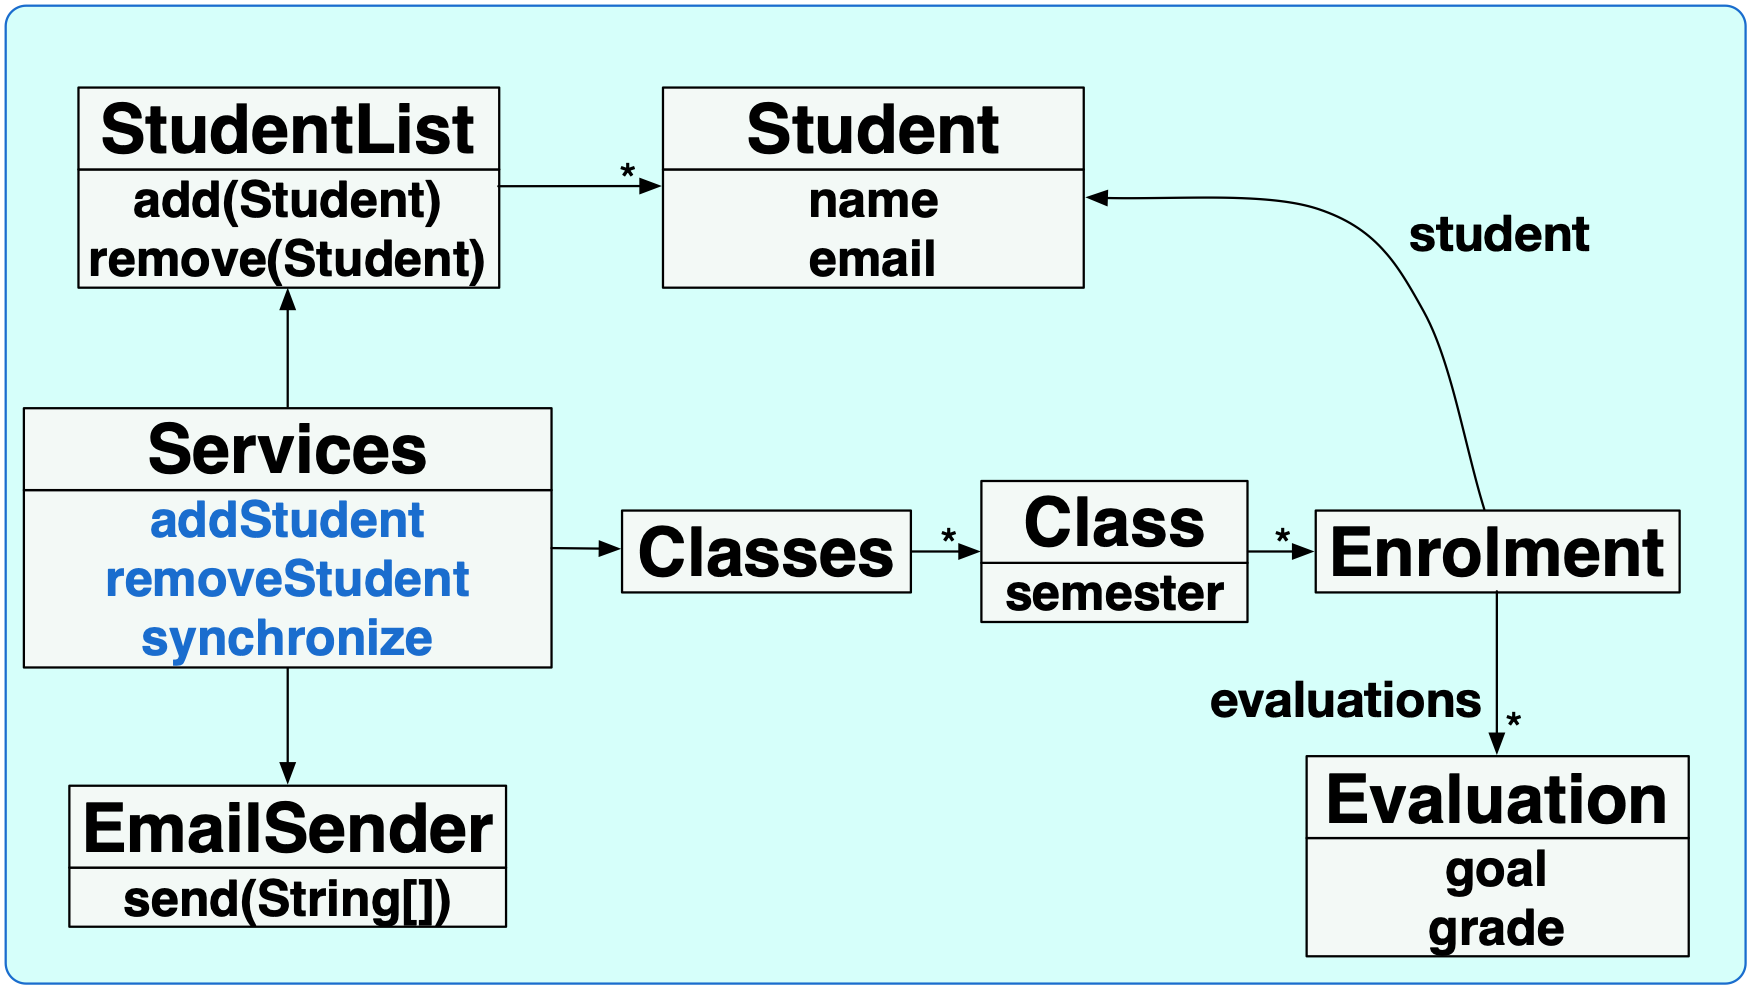 StudentList
add(Student)
remove(Student)
*
Student
name
email
student
Services
addStudent
removeStudent
synchronize
Classes
*
Class
semester
*
Enrolment
evaluations
*
EmailSender
send(String[])
Evaluation
goal
grade